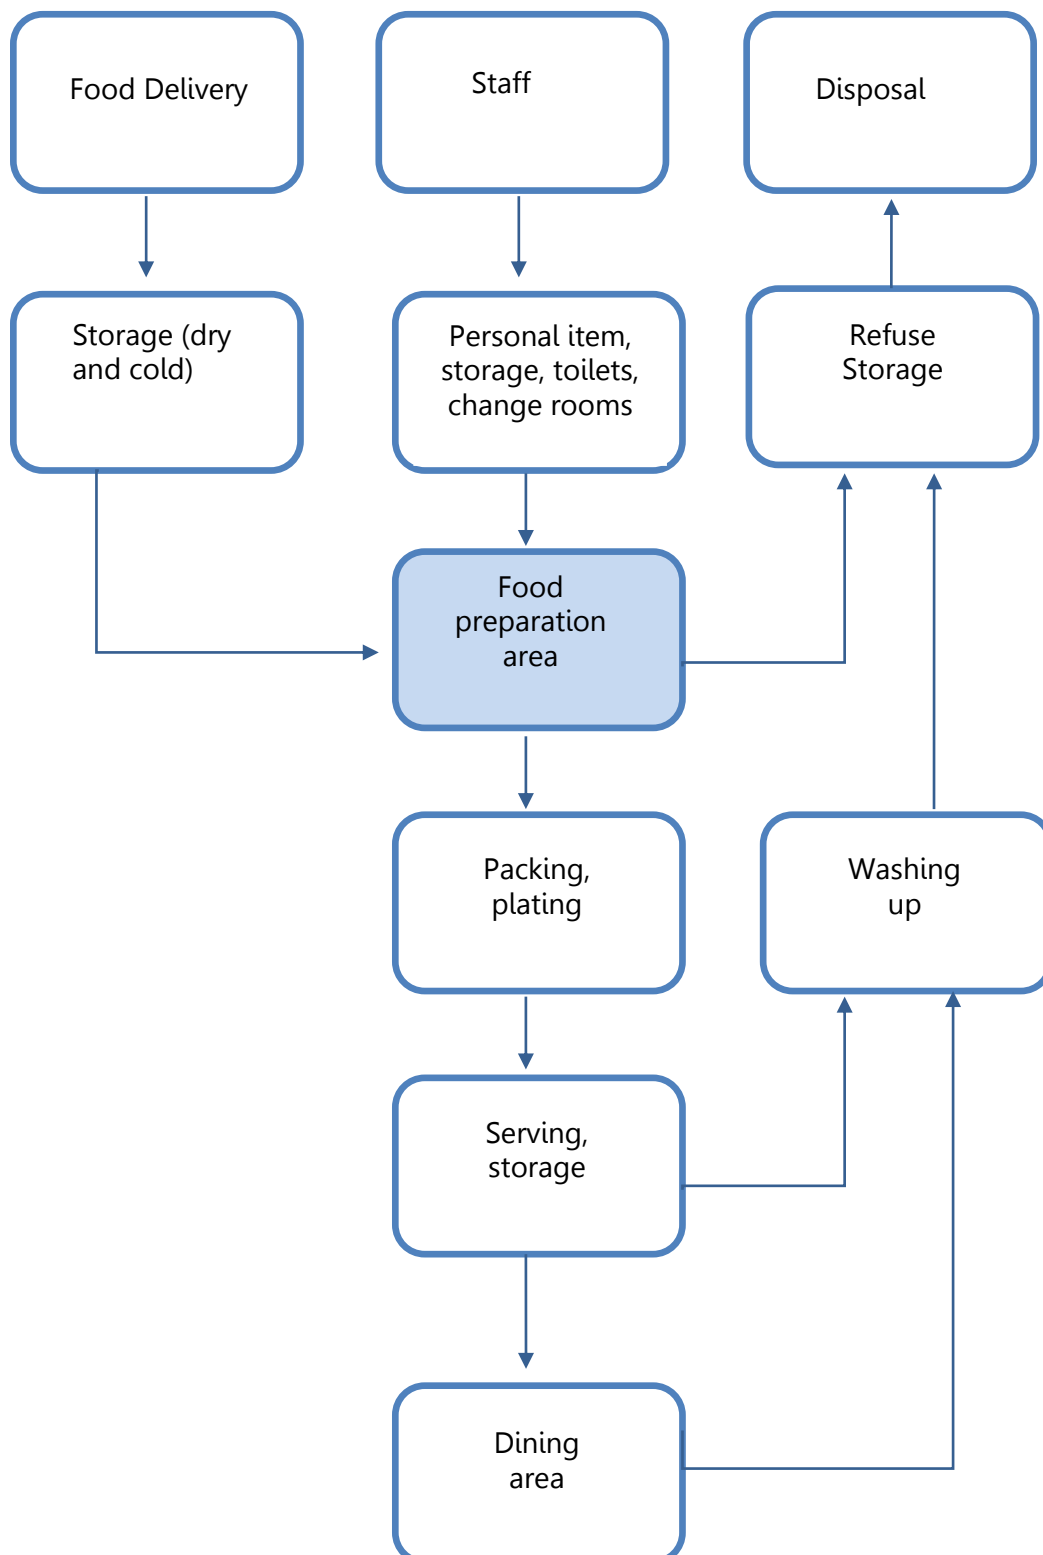 Food Delivery
Staff
Disposal
Storage (dry
and cold)
Personal item,
storage, toilets,
change rooms
Refuse
Storage
Food
preparation
area
Packing,
plating
Washing
up
Serving,
storage
Dining
area